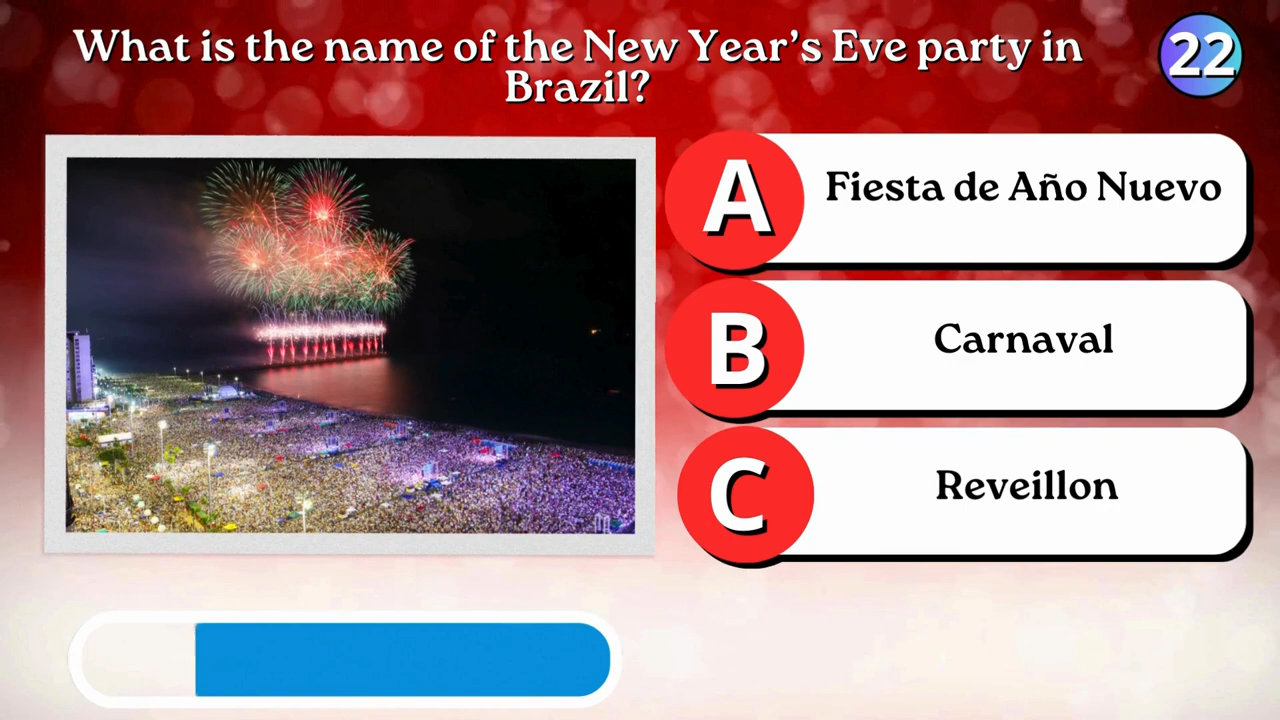 What is the name of the New Year's Eve party in
Brazil?
22
A
Fiesta de Año Nuevo
B
Carnaval
C
Reveillon